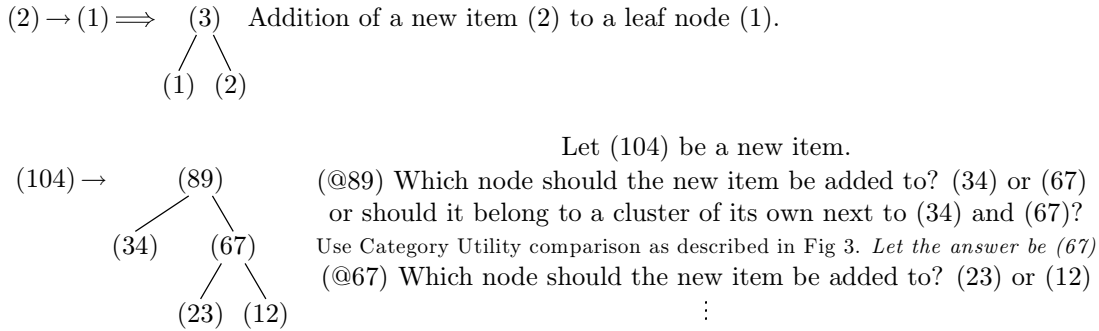 (2) → (1) ⟹ (3) Addition of a new item (2) to a leaf node (1).
(1) (2)
Let (104) be a new item.
(104) → (89) (@89) Which node should the new item be added to? (34) or (67)
or should it belong to a cluster of its own next to (34) and (67)?
(34) (67) Use Category Utility comparison as described in Fig 3. Let the answer be (67)
(@67) Which node should the new item be added to? (23) or (12)
(23) (12) ⋮